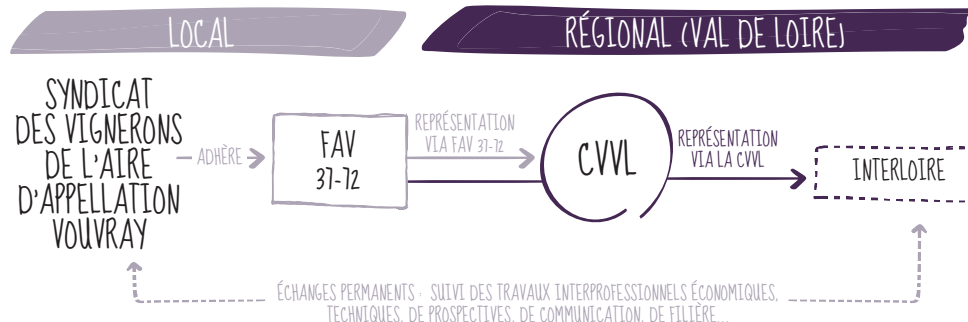 LOCAL
RÉGIONAL (VAL DE LOIRE)
SYNDICAT
DES VIGNERONS
DE L'AIRE
D'APPELLATION
VOUVRAY
ADHÈRE
FAV
37-72
REPRÉSENTATION
VIA FAV 37-72
CVVL
REPRÉSENTATION
VIA LA CVVL
INTERLOIRE
ÉCHANGES PERMANENTS : SUIVI DES TRAVAUX INTERPROFESSIONNELS ÉCONOMIQUES,
TECHNIQUES, DE PROSPECTIVES, DE COMMUNICATION, DE FILIÈRE...